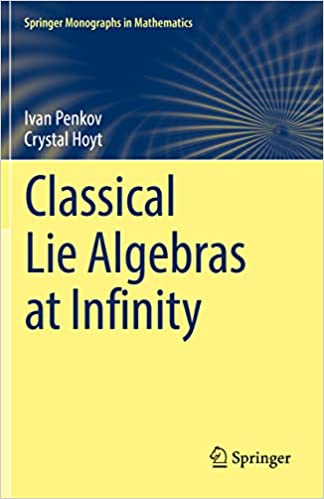 Springer Monographs in Mathematics
Ivan Penkov
Crystal Hoyt
Classical
Lie Algebras
at Infinity
Springer